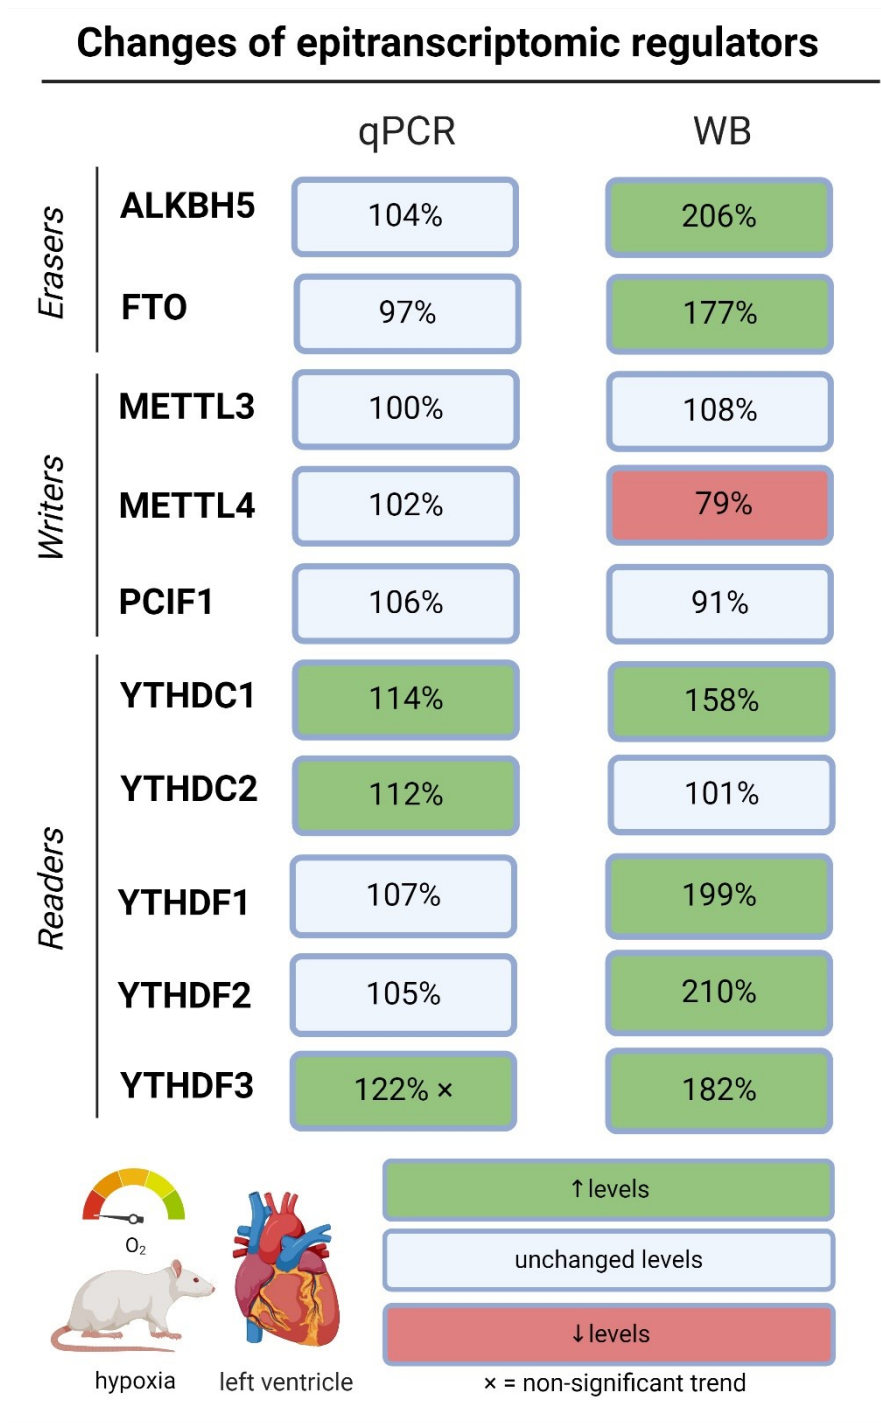 Changes of epitranscriptomic regulators
qPCR WB
Erasers
ALKBH5 104% 206%
FTO 97% 177%
Writers
METTL3 100% 108%
METTL4 102% 79%
PCIF1 106% 91%
Readers
YTHDC1 114% 158%
YTHDC2 112% 101%
YTHDF1 107% 199%
YTHDF2 105% 210%
YTHDF3 122% × 182%
↑ levels
O₂
unchanged levels
↓ levels
hypoxia left ventricle × = non-significant trend